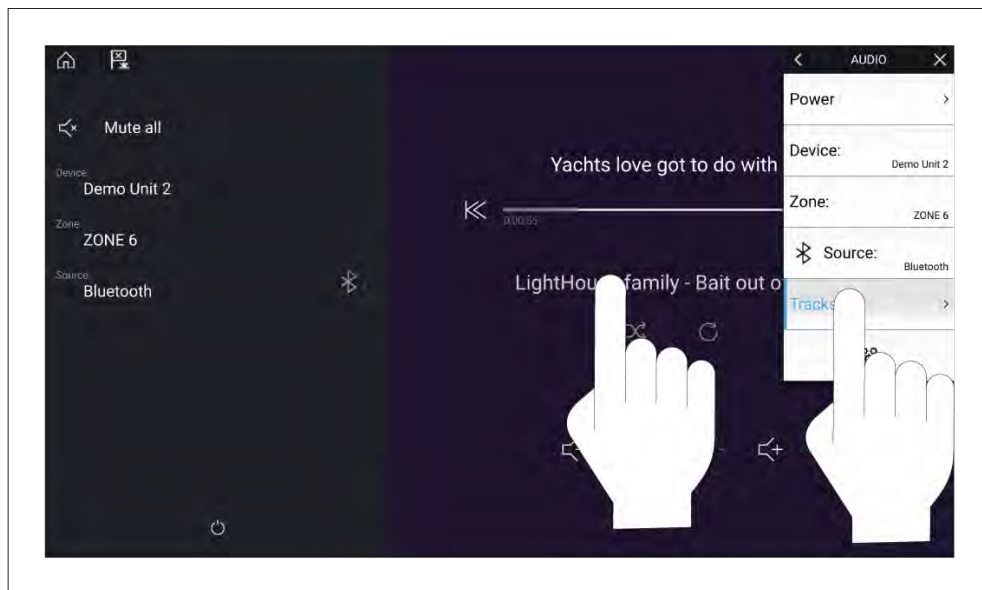 Mute all
Device
Demo Unit 2
Zone
ZONE 6
Source
Bluetooth
Yachts love got to do with
0:00:55
family - Bait out o
AUDIO
Power
Device:
Demo Unit 2
Zone:
ZONE 6
Source:
Bluetooth
Tracks